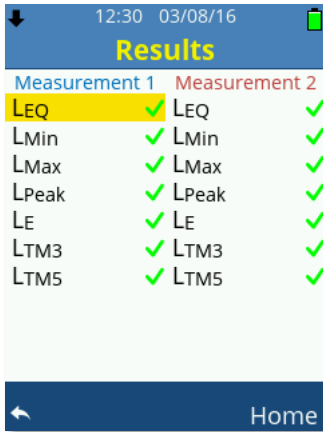 12:30 03/08/16
Results
Measurement 1 Measurement 2
LEQ LEQ
LMin LMin
LMax LMax
LPeak LPeak
LE LE
LTM3 LTM3
LTM5 LTM5
Home